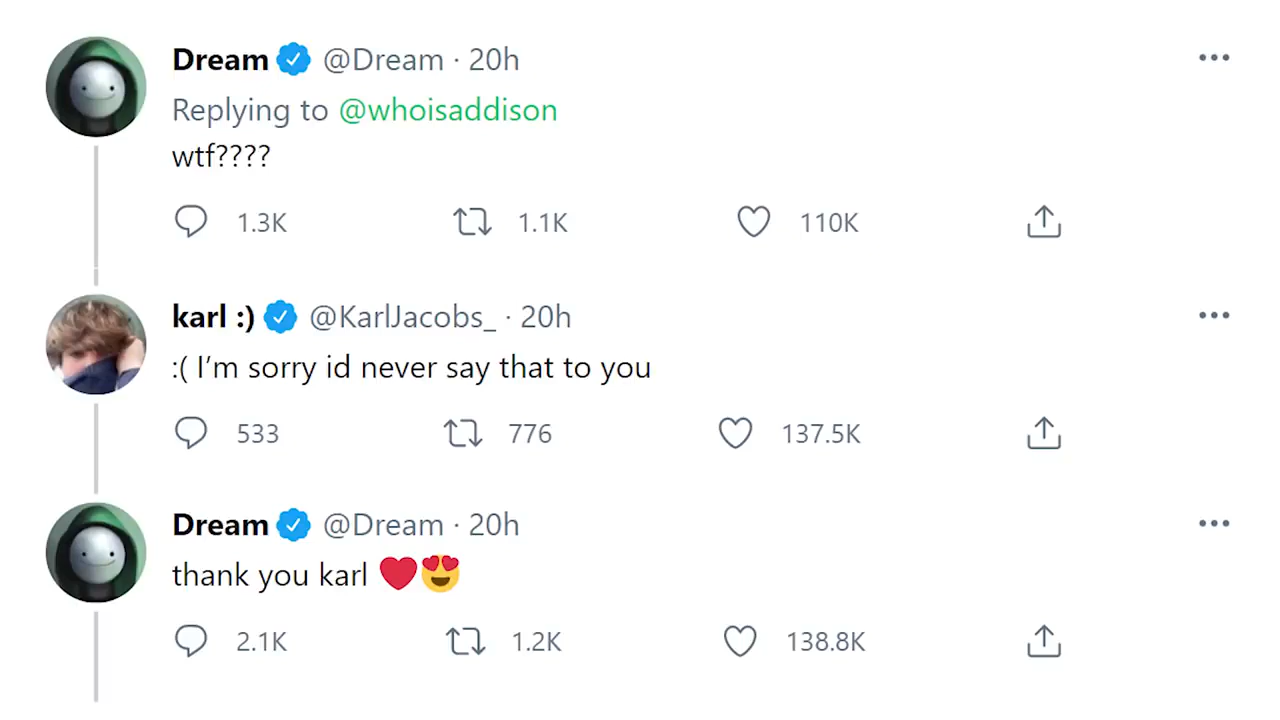 Dream @Dream · 20h
Replying to @whoisaddison
wtf????
1.3K 1.1K 110K
karl :) @KarlJacobs_ · 20h
:( I’m sorry id never say that to you
533 776 137.5K
Dream @Dream · 20h
thank you karl ❤️😍
2.1K 1.2K 138.8K